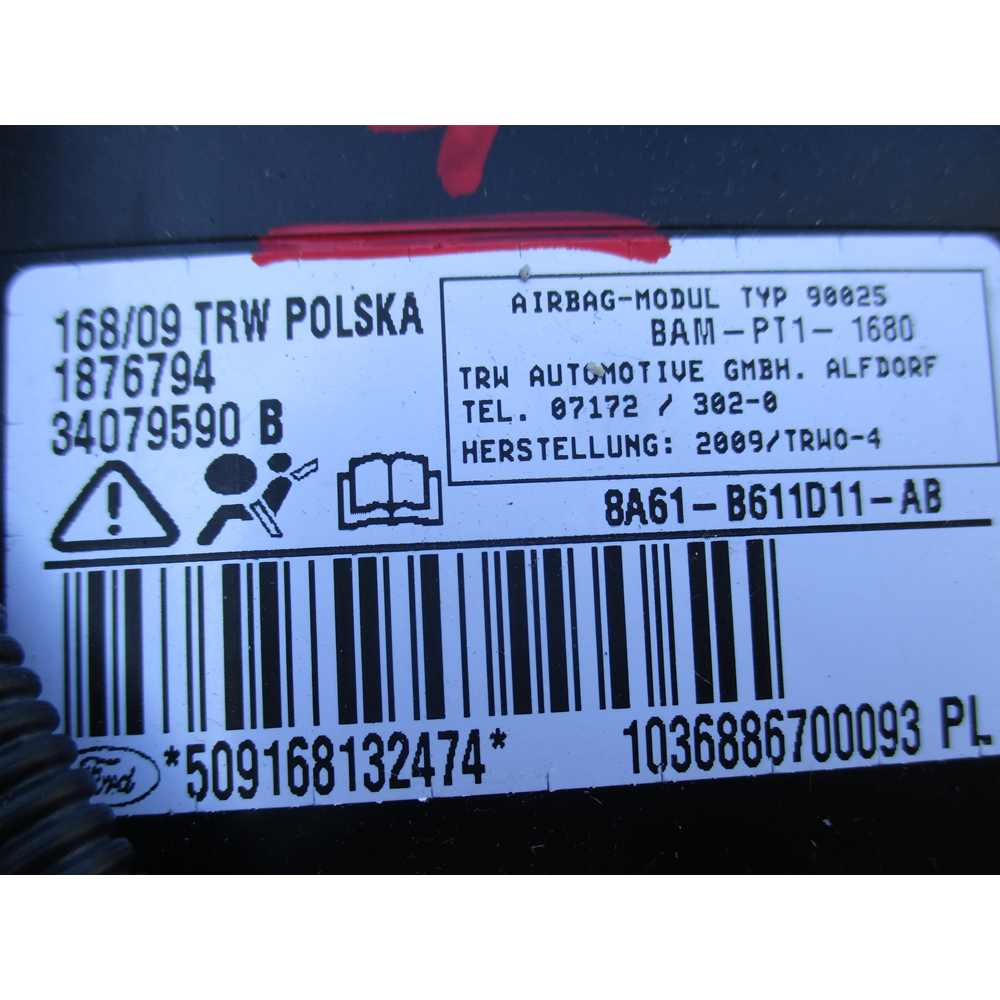 168/09 TRW POLSKA
1876794
34079590 B
AIRBAG-MODUL TYP 90025
BAM-PT1-1680
TRW AUTOMOTIVE GMBH. ALFDORF
TEL. 07172 / 302-0
HERSTELLUNG: 2009/TRWO-4
8A61-B611D11-AB
Ford
*509168132474*
1036886700093 PL